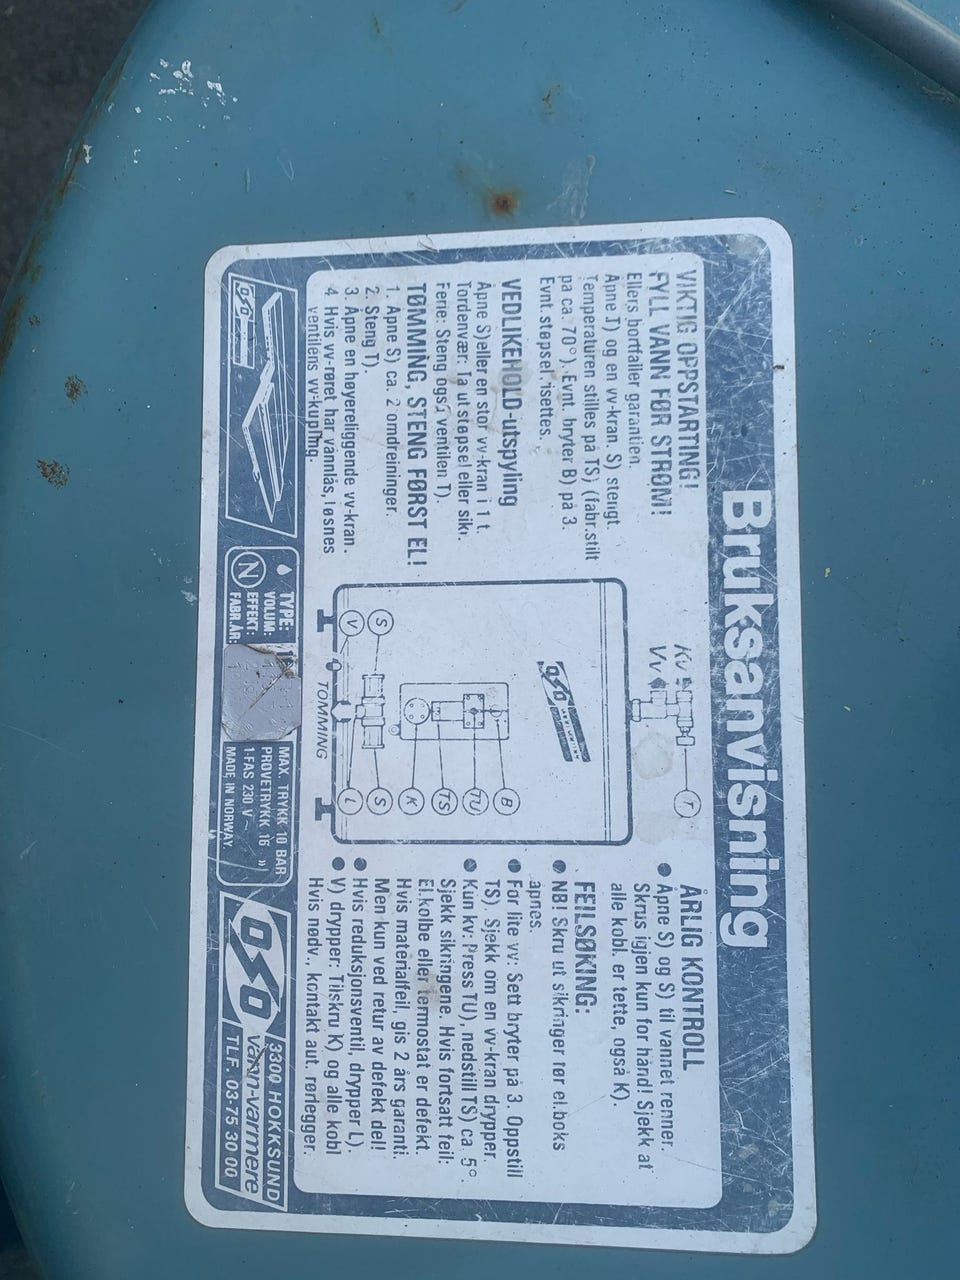 Bruksanvisning
VIKTIG OPPSTARTING!
FYLL VANN FØR STRØM!
Ellers bortfaller garantien.
Åpne T) og en vv-kran. S) stengt
Temperaturen stilles på TS) (fabr.stilt
på ca. 70°). Evnt. bryter B) på 3.
Evnt. støpsel isettes.
VEDLIKEHOLD-utspyling
Åpne S) eller en stor vv-kran i 1 t.
Tordenvær: Ta ut støpsel eller sikr.
Ferie: Steng også ventilen T).
TØMMING, STENG FØRST EL!
1. Åpne S) ca. 2 omdreininger.
2. Steng T).
3. Åpne en høyereliggende vv-kran.
4 Hvis vv-røret har vannlås, løsnes
ventilens vv-kupling.
Kv
Vv
T
OSO
B
TU
TS
K
S
L
S
V
TØMMING
ÅRLIG KONTROLL
● Åpne S) og S) til vannet renner.
Skrus igjen kun for hånd! Sjekk at
alle kobl. er tette, også K).
FEILSØKING:
● NB! Skru ut sikringer før el.boks
åpnes.
● For lite vv: Sett bryter på 3. Oppstill
TS). Sjekk om en vv-kran drypper.
● Kun kv: Press TU), nedstill TS) ca. 5°
Sjekk sikringene. Hvis fortsatt feil:
El.kolbe eller termostat er defekt.
Hvis materialfeil, gis 2 års garanti.
Men kun ved retur av defekt del!
● Hvis reduksjonsventil, drypper L).
● V) drypper: Tilskru K) og alle kobl
Hvis nødv., kontakt aut. rørlegger.
OSO
N
TYPE:
VOLUM:
EFFEKT:
FABR.ÅR:
MAX. TRYKK 10 BAR
PRØVETRYKK 16 »
1-FAS 230 V ~
MADE IN NORWAY.
OSO
3300 HOKKSUND
vann-varmere
TLF. 03-75 30 00